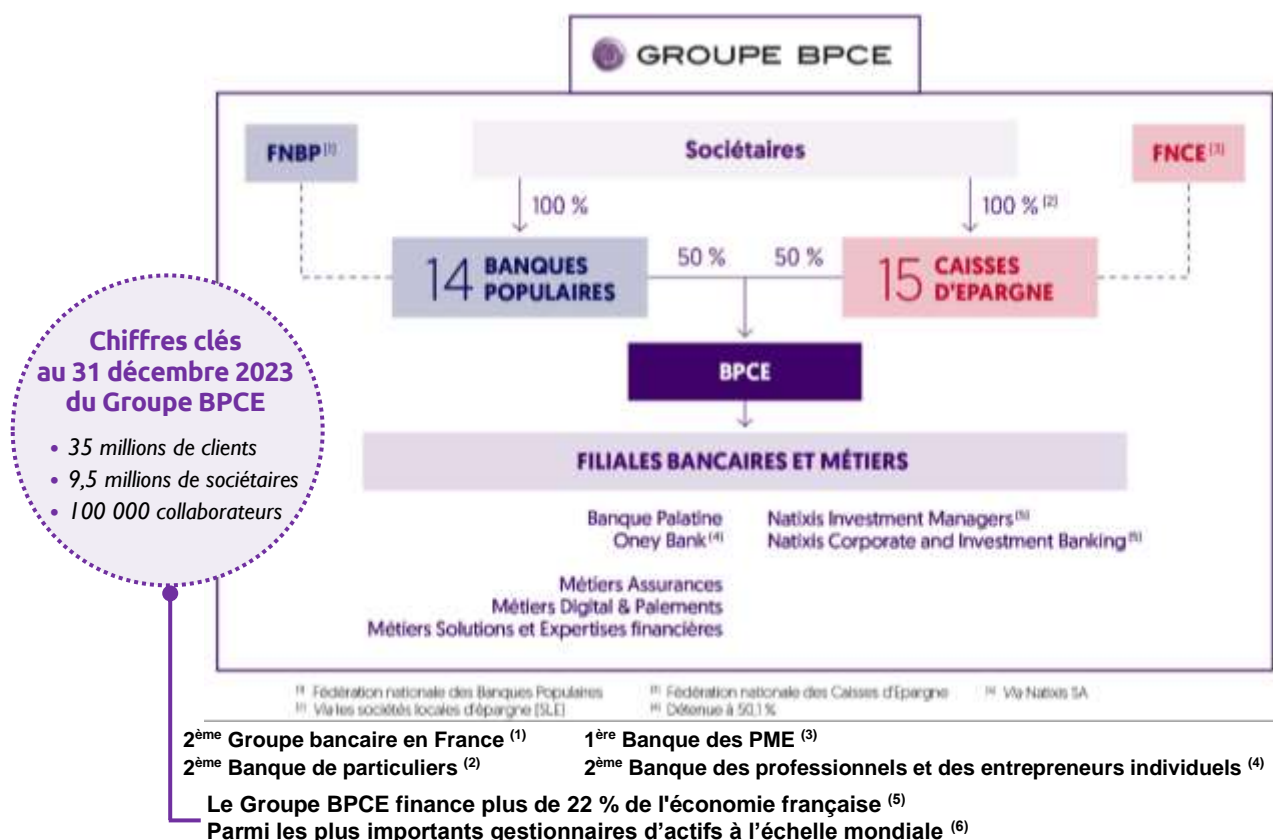 GROUPE BPCE
FNBP [1]
Sociétaires
FNCE [3]
100 %
100 % [2]
14 BANQUES POPULAIRES
50 %
50 %
15 CAISSES D'EPARGNE
BPCE
FILIALES BANCAIRES ET MÉTIERS
Banque Palatine
Oney Bank [4]
Natixis Investment Managers [5]
Natixis Corporate and Investment Banking [5]
Métiers Assurances
Métiers Digital & Paiements
Métiers Solutions et Expertises financières
Chiffres clés
au 31 décembre 2023
du Groupe BPCE
• 35 millions de clients
• 9,5 millions de sociétaires
• 100 000 collaborateurs
[1] Fédération nationale des Banques Populaires
[2] Via les sociétés locales d'épargne [SLE]
[3] Fédération nationale des Caisses d'Epargne
[4] Détenue à 50,1 %
[5] Via Natixis SA
2ème Groupe bancaire en France (1)
1ère Banque des PME (3)
2ème Banque de particuliers (2)
2ème Banque des professionnels et des entrepreneurs individuels (4)
Le Groupe BPCE finance plus de 22 % de l'économie française (5)
Parmi les plus importants gestionnaires d’actifs à l’échelle mondiale (6)